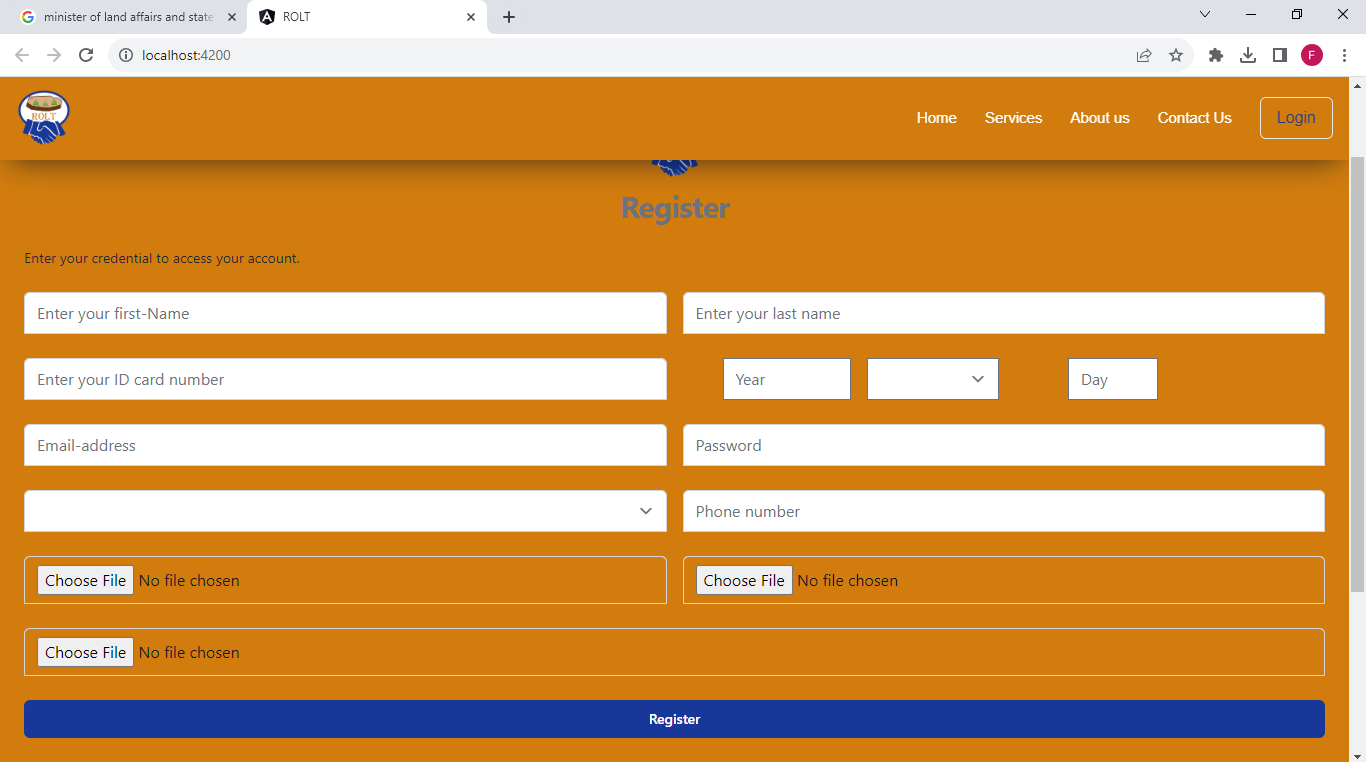 minister of land affairs and state
ROLT
localhost:4200
F
ROLT
Home Services About us Contact Us Login
Register
Enter your credential to access your account.
Enter your first-Name Enter your last name
Enter your ID card number Year Day
Email-address Password
Phone number
Choose File No file chosen Choose File No file chosen
Choose File No file chosen
Register